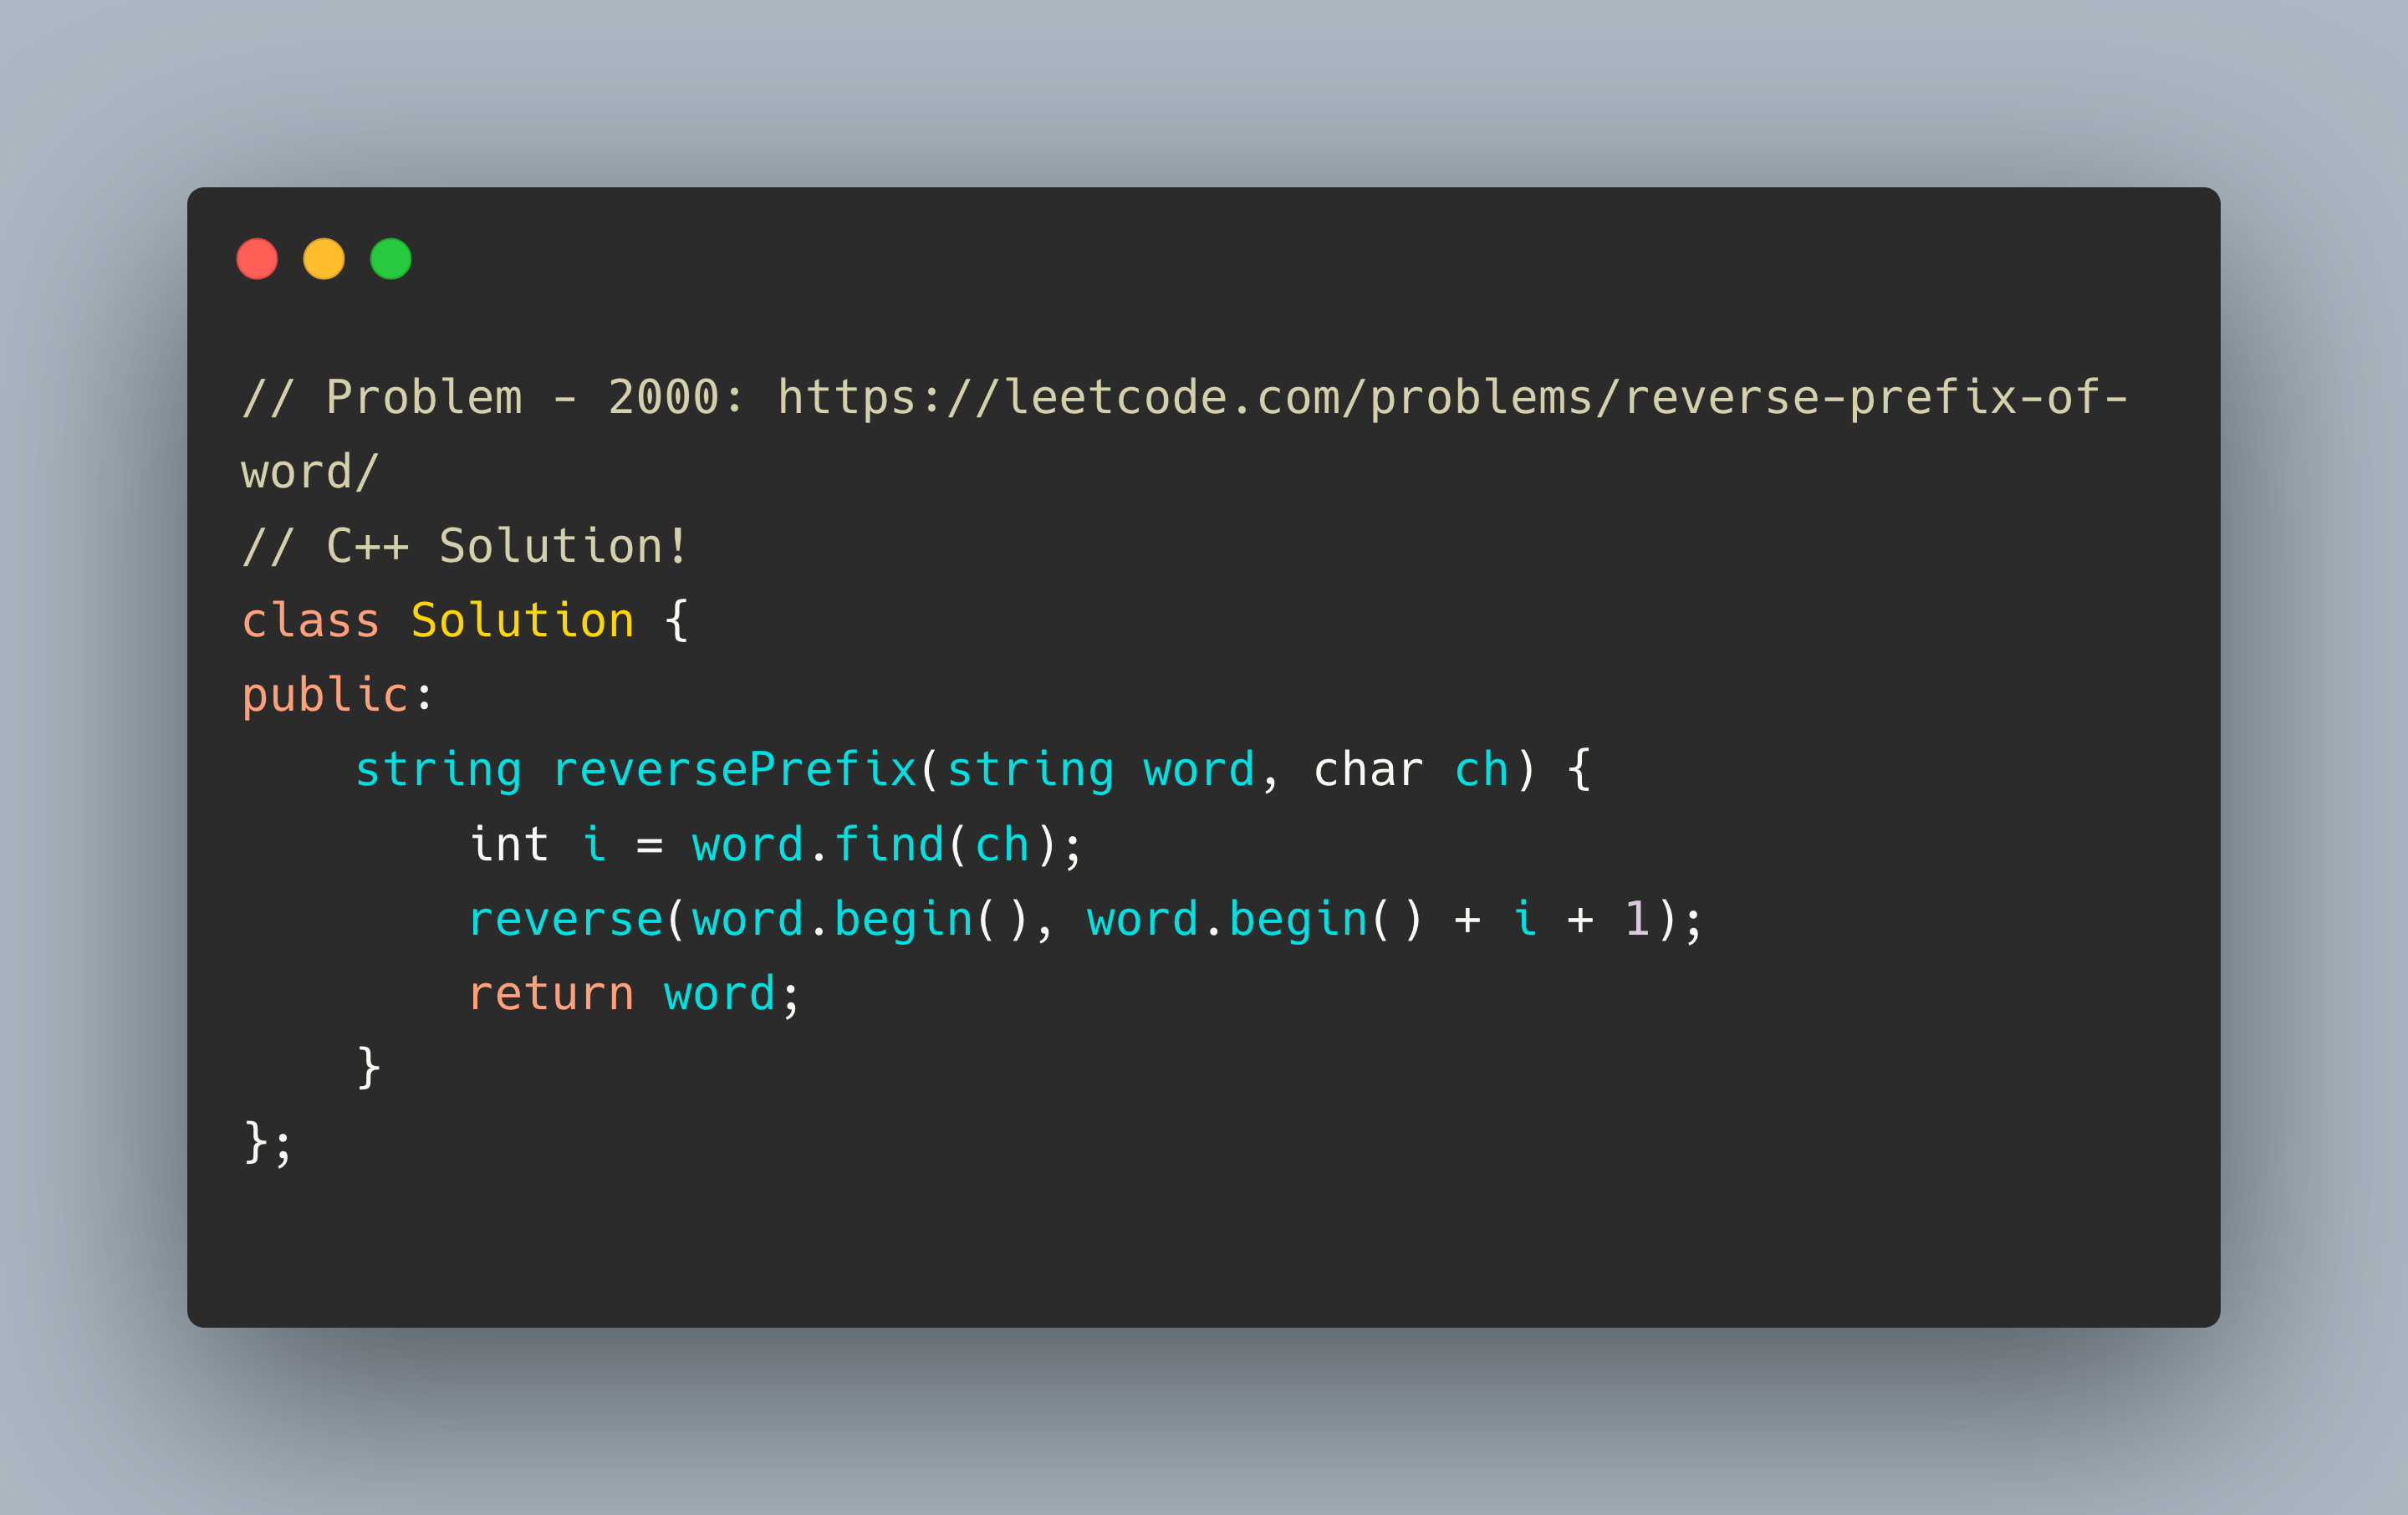 // Problem - 2000: https://leetcode.com/problems/reverse-prefix-of-
word/
// C++ Solution!
class Solution {
public:
    string reversePrefix(string word, char ch) {
        int i = word.find(ch);
        reverse(word.begin(), word.begin() + i + 1);
        return word;
    }
};